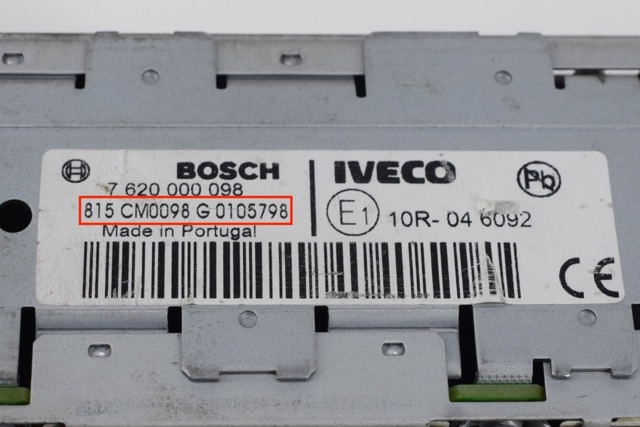 BOSCH
7 620 000 098
815 CM0098 G 0105798
Made in Portugal
IVECO
Pb
E1
10R- 04 6092
CE